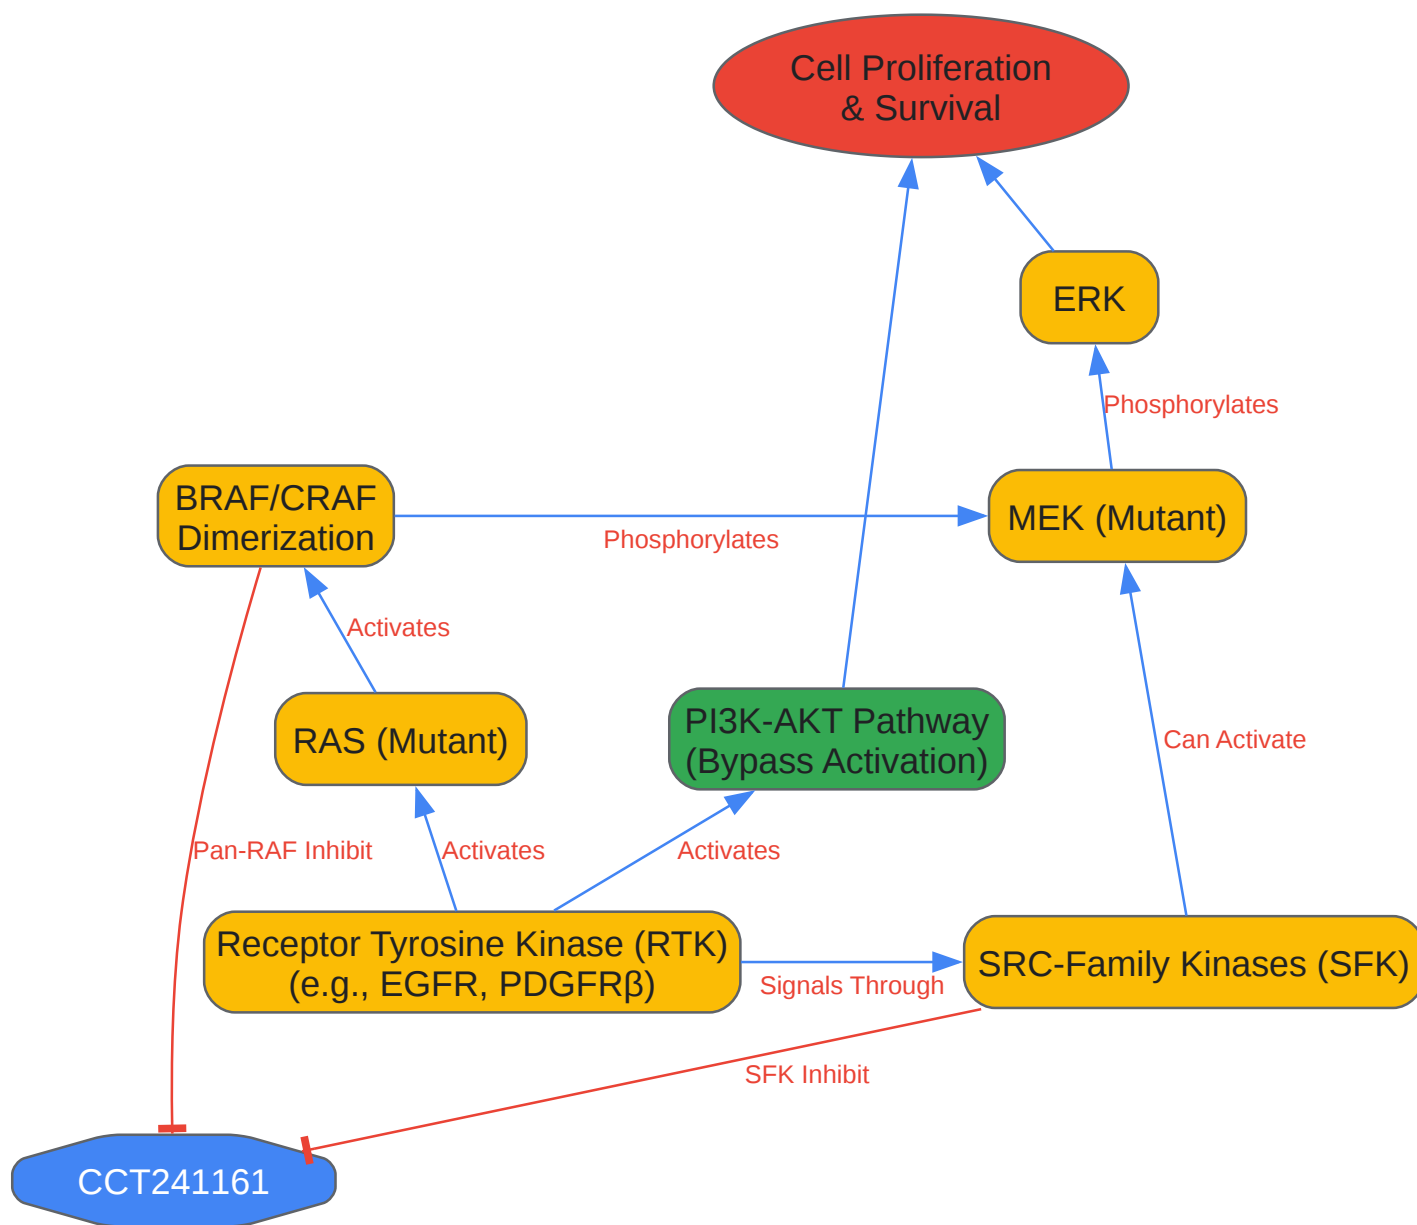 Cell Proliferation
& Survival
ERK
Phosphorylates
BRAF/CRAF
Dimerization
MEK (Mutant)
Phosphorylates
Activates
RAS (Mutant)
PI3K-AKT Pathway
(Bypass Activation)
Can Activate
Pan-RAF Inhibit
Activates
Activates
Receptor Tyrosine Kinase (RTK)
(e.g., EGFR, PDGFRβ)
SRC-Family Kinases (SFK)
Signals Through
SFK Inhibit
CCT241161